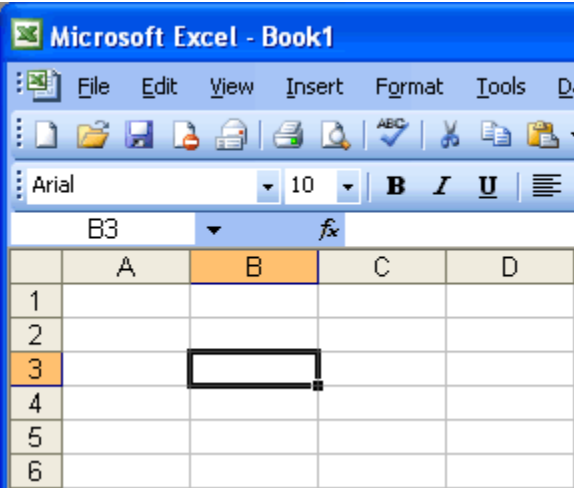 Microsoft Excel - Book1
File Edit View Insert Format Tools D
ABC
Arial 10 B I U
B3 fx
A B C D
1
2
3
4
5
6